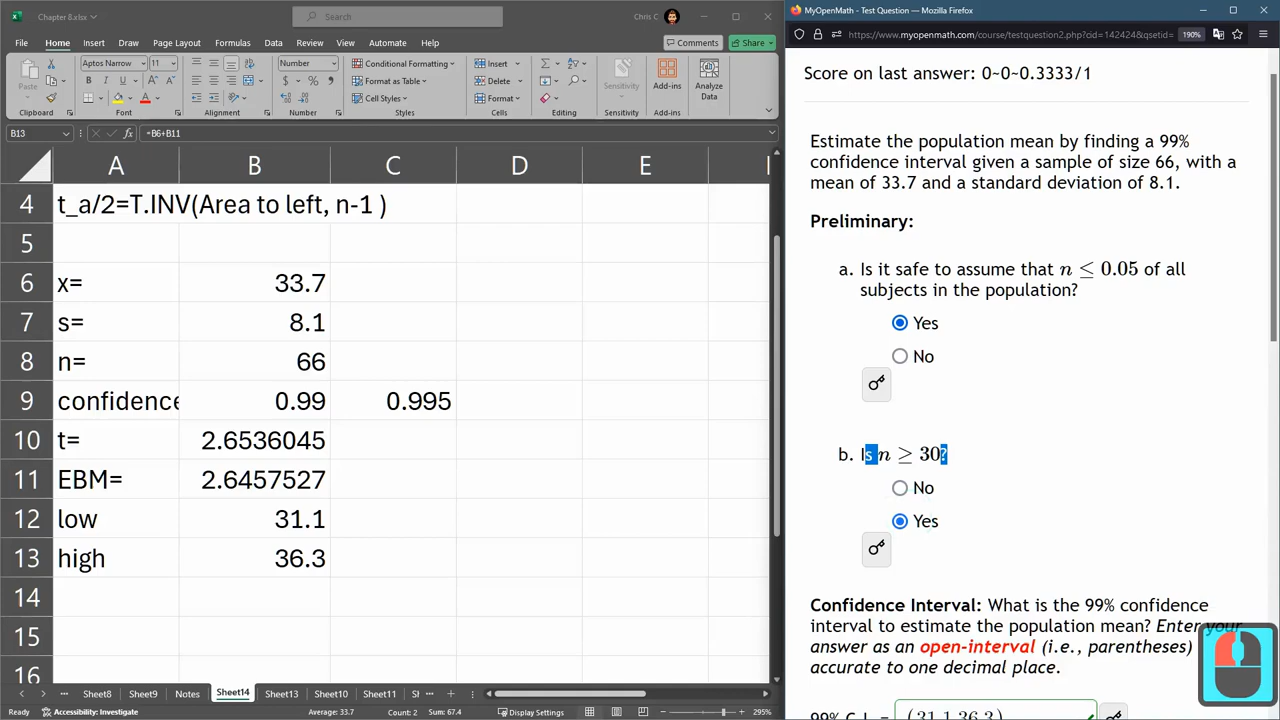 Chapter 8.xlsx
Search
Chris C
File Home Insert Draw Page Layout Formulas Data Review View Automate Help
Comments Share
Paste
Aptos Narrow 11
Number
Conditional Formatting
Format as Table
Cell Styles
Insert
Delete
Format
Sensitivity
Add-ins
Analyze Data
Clipboard Font Alignment Number Styles Cells Editing Sensitivity Add-ins
B13 fx =B6+B11
A B C D E
4 t_a/2=T.INV(Area to left, n-1 )
5
6 x= 33.7
7 s= 8.1
8 n= 66
9 confidence 0.99 0.995
10 t= 2.6536045
11 EBM= 2.6457527
12 low 31.1
13 high 36.3
14
15
16
Sheet8 Sheet9 Notes Sheet14 Sheet13 Sheet10 Sheet11
Ready Accessibility: Investigate Average: 33.7 Count: 2 Sum: 67.4 Display Settings 295%
MyOpenMath - Test Question — Mozilla Firefox
https://www.myopenmath.com/course/testquestion2.php?cid=142424&qsetid= 190%
Score on last answer: 0~0~0.3333/1
Estimate the population mean by finding a 99%
confidence interval given a sample of size 66, with a
mean of 33.7 and a standard deviation of 8.1.
Preliminary:
a. Is it safe to assume that n ≤ 0.05 of all
subjects in the population?
Yes
No
b. Is n ≥ 30?
No
Yes
Confidence Interval: What is the 99% confidence
interval to estimate the population mean? Enter your
answer as an open-interval (i.e., parentheses)
accurate to one decimal place.
99% C.I. = (31.1,36.3)